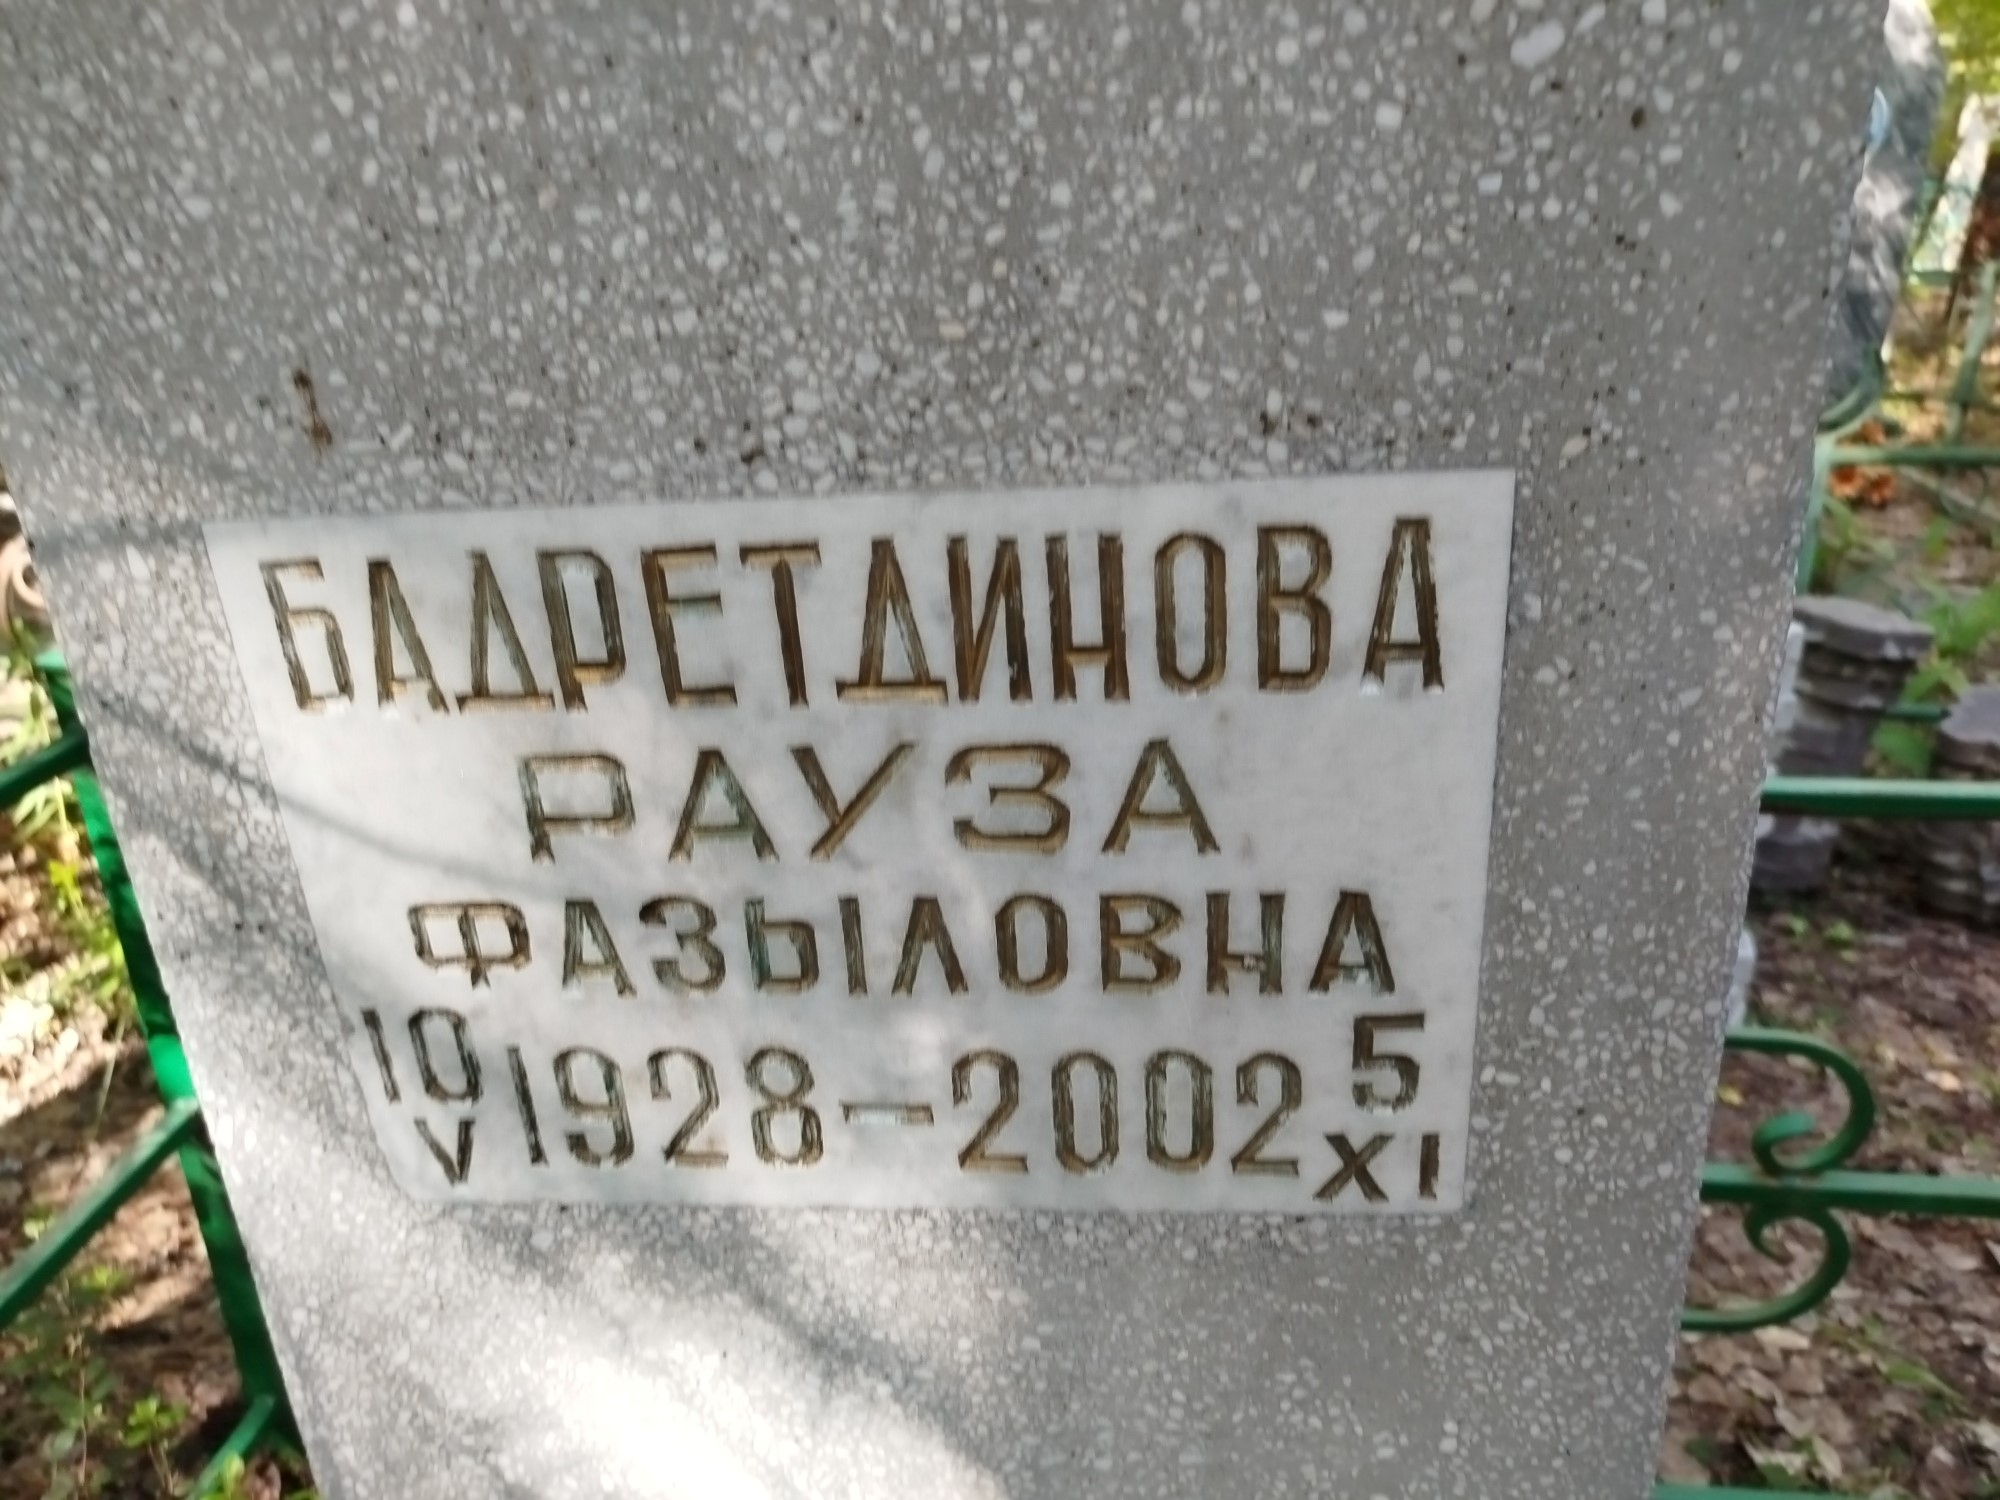 БАДРЕТДИНОВА
РАУЗА
ФАЗЫЛОВНА
10 V 1928 - 2002 5 XI